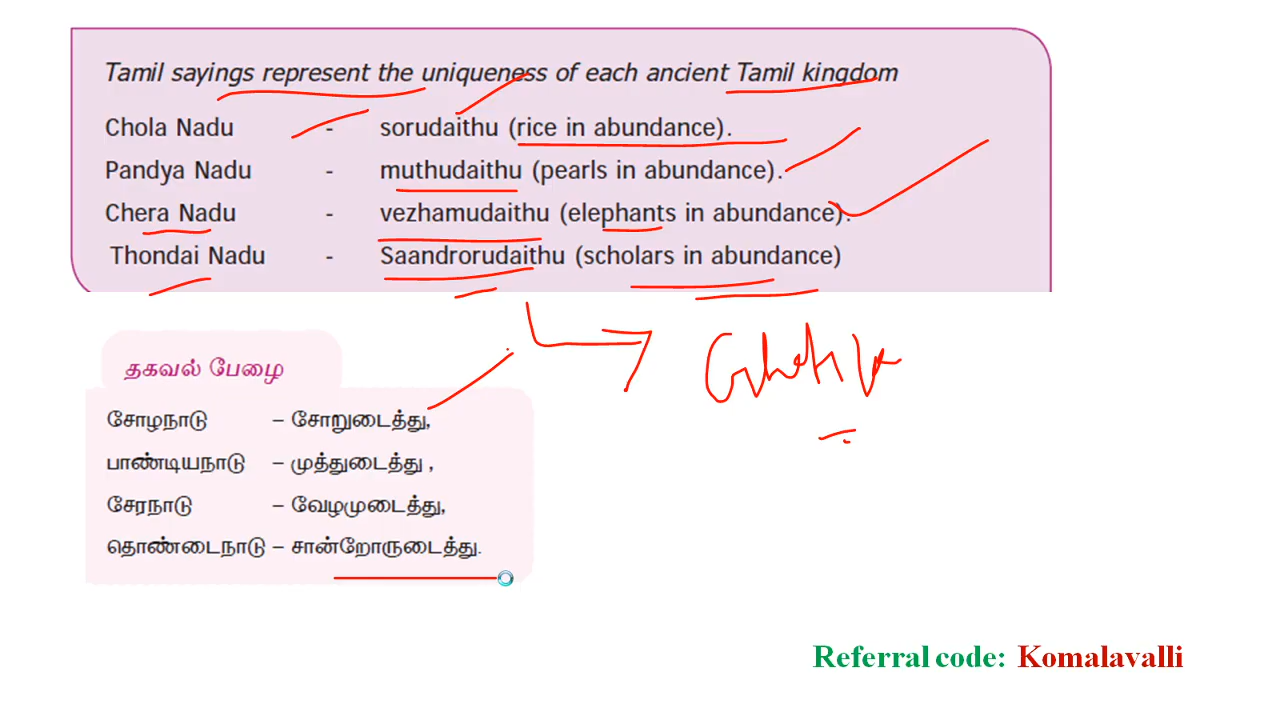 Tamil sayings represent the uniqueness of each ancient Tamil kingdom
Chola Nadu - sorudaithu (rice in abundance).
Pandya Nadu - muthudaithu (pearls in abundance).
Chera Nadu - vezhamudaithu (elephants in abundance).
Thondai Nadu - Saandrorudaithu (scholars in abundance)
தகவல் பேழை
சோழநாடு – சோறுடைத்து,
பாண்டியநாடு – முத்துடைத்து ,
சேரநாடு – வேழமுடைத்து,
தொண்டைநாடு – சான்றோருடைத்து.
Referral code: Komalavalli